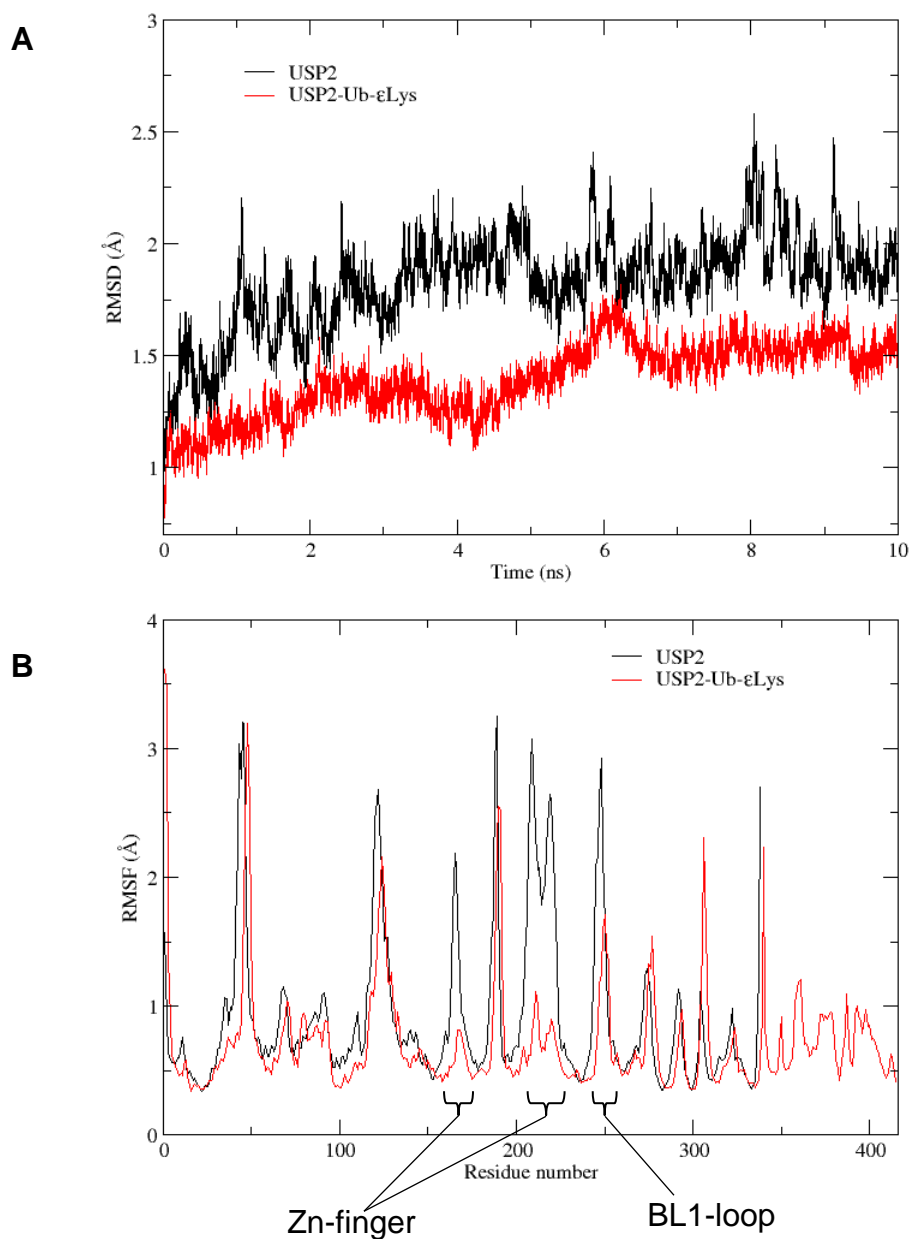 A
3
2.5
2
1.5
1
RMSD (Å)
USP2
USP2-Ub-εLys
0 2 4 6 8 10
Time (ns)
B
4
3
2
1
0
RMSF (Å)
USP2
USP2-Ub-εLys
0 100 200 300 400
Residue number
Zn-finger BL1-loop